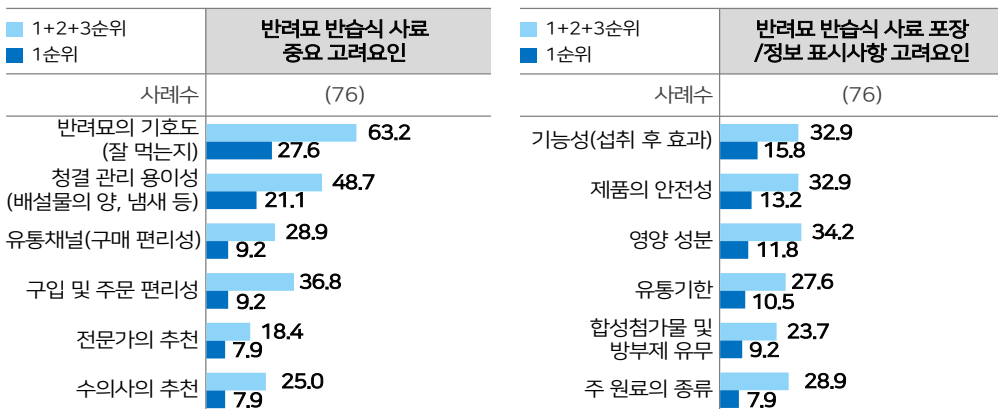 1+2+3순위
1순위
반려묘 반습식 사료
중요 고려요인
사례수
(76)
반려묘의 기호도
(잘 먹는지)
63.2
27.6
청결 관리 용이성
(배설물의 양, 냄새 등)
48.7
21.1
유통채널(구매 편리성)
28.9
9.2
구입 및 주문 편리성
36.8
9.2
전문가의 추천
18.4
7.9
수의사의 추천
25.0
7.9
1+2+3순위
1순위
반려묘 반습식 사료 포장
/정보 표시사항 고려요인
사례수
(76)
기능성(섭취 후 효과)
32.9
15.8
제품의 안전성
32.9
13.2
영양 성분
34.2
11.8
유통기한
27.6
10.5
합성첨가물 및
방부제 유무
23.7
9.2
주 원료의 종류
28.9
7.9